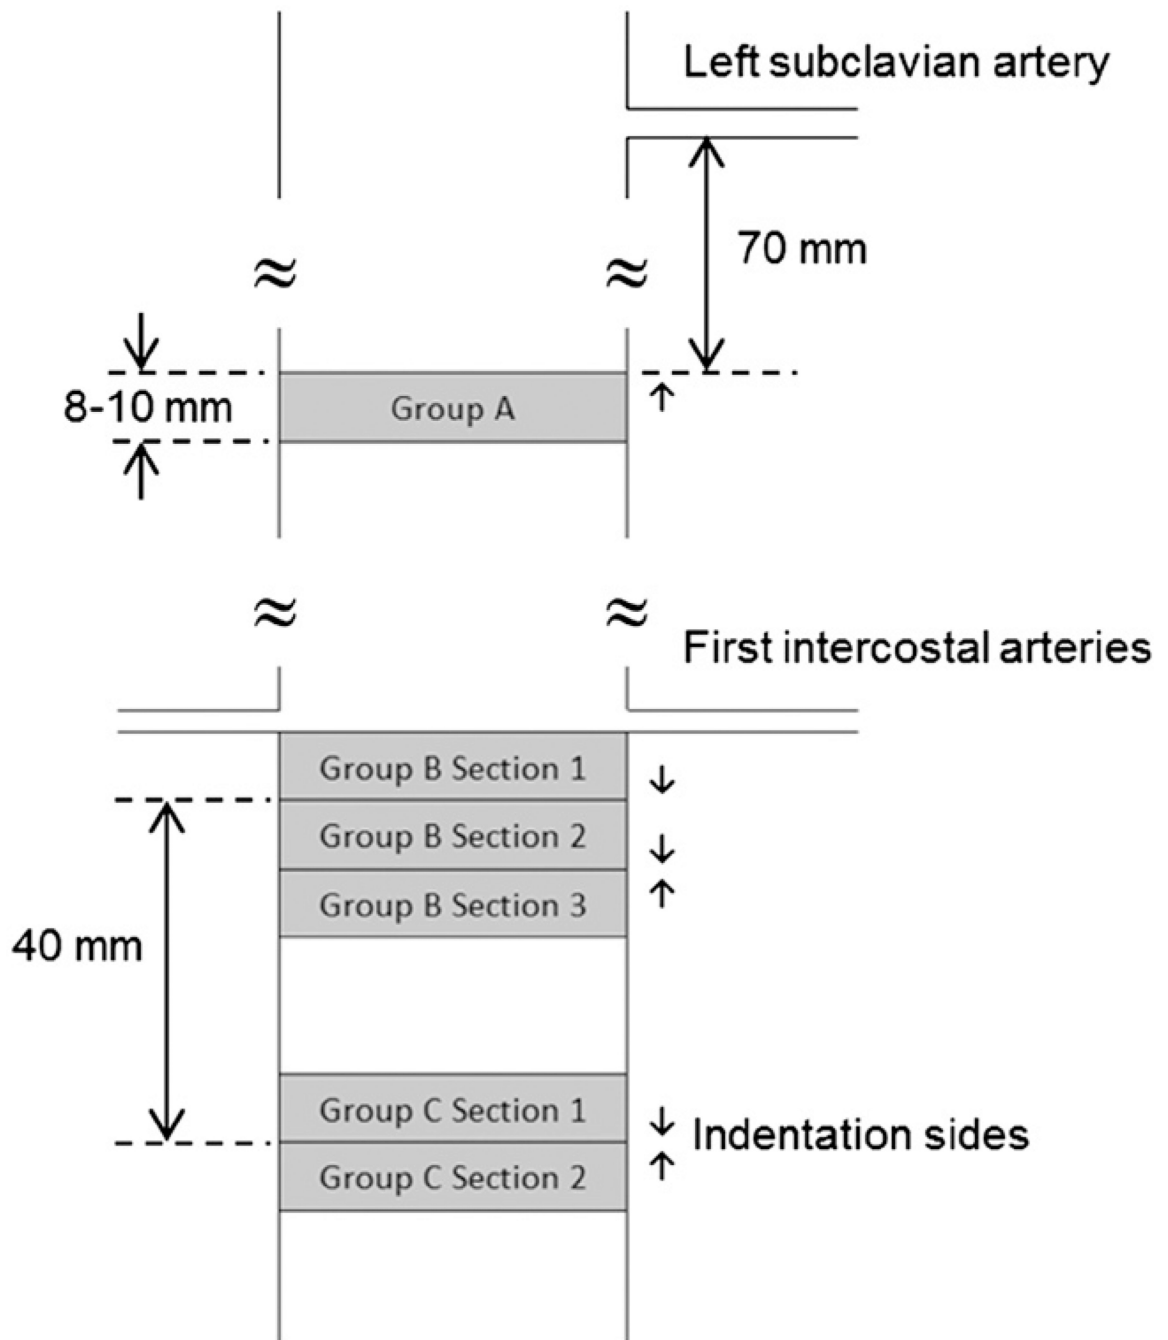 Left subclavian artery
70 mm
8-10 mm
Group A
First intercostal arteries
Group B Section 1
Group B Section 2
Group B Section 3
40 mm
Group C Section 1
Indentation sides
Group C Section 2